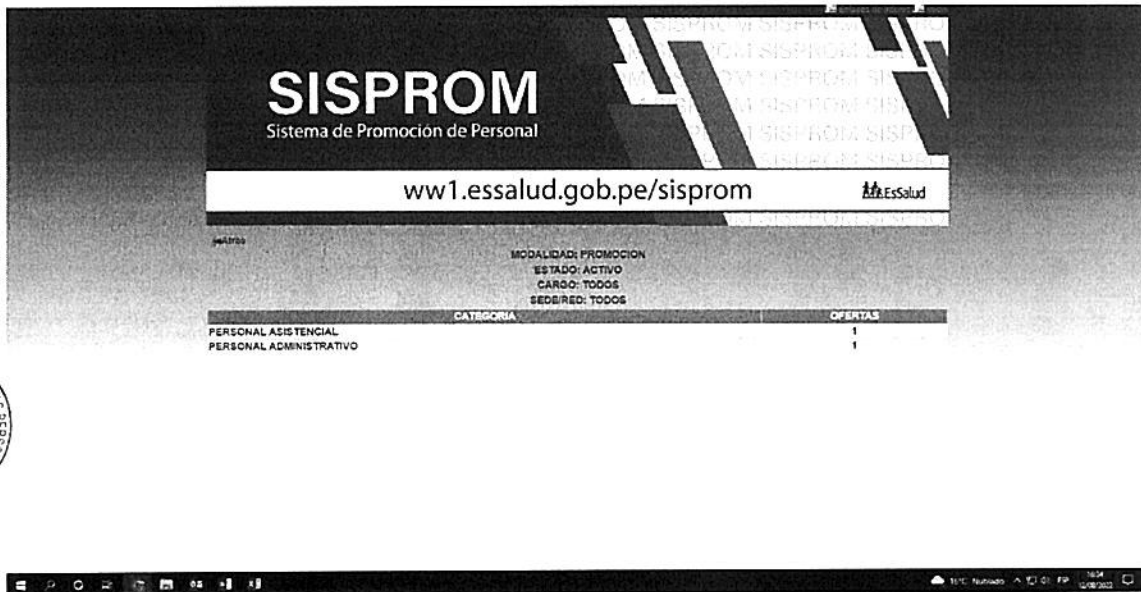 SISPROM
Sistema de Promoción de Personal
ww1.essalud.gob.pe/sisprom
EsSalud
MODALIDAD: PROMOCION
ESTADO: ACTIVO
CARGO: TODOS
SEDE/RED: TODOS
CATEGORIA OFERTAS
PERSONAL ASISTENCIAL 1
PERSONAL ADMINISTRATIVO 1
Nublado